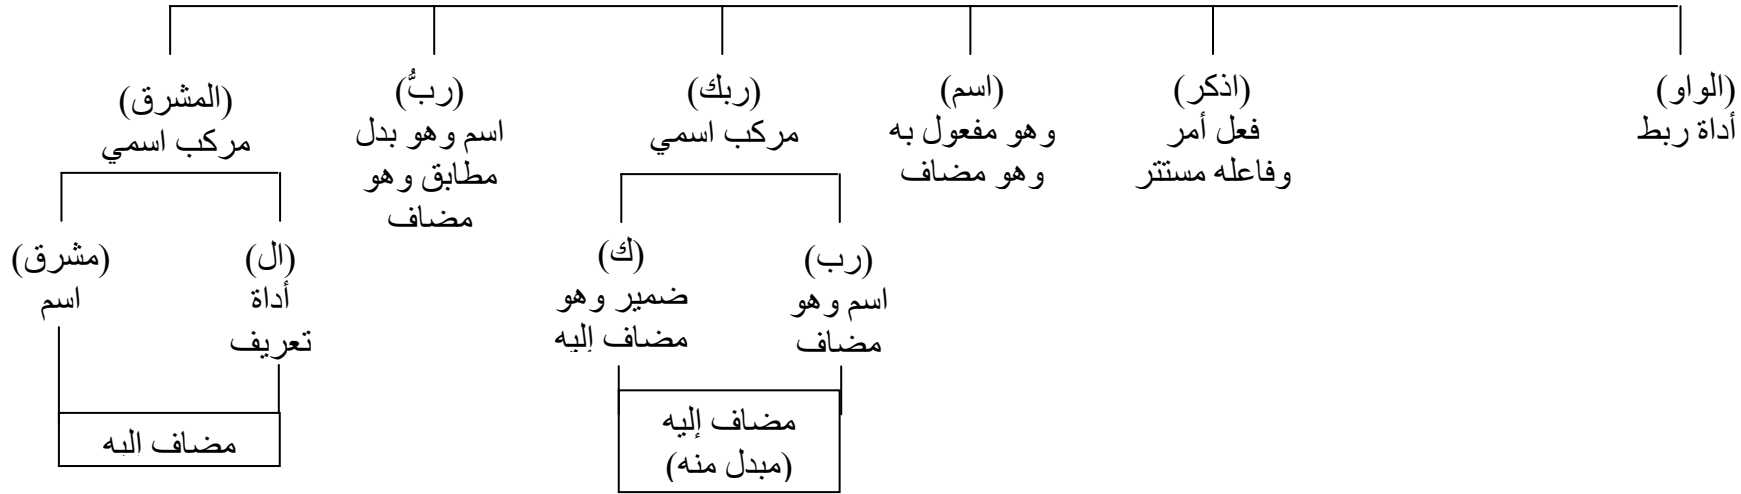 (الواو)
أداة ربط
(اذكر)
فعل أمر
وفاعله مستتر
(اسم)
وهو مفعول به
وهو مضاف
(ربك)
مركب اسمي
(ربُّ)
اسم وهو بدل
مطابق وهو
مضاف
(المشرق)
مركب اسمي
(رب)
اسم وهو
مضاف
(ك)
ضمير وهو
مضاف إليه
(ال)
أداة
تعريف
(مشرق)
اسم
مضاف إليه
(مبدل منه)
مضاف إليه